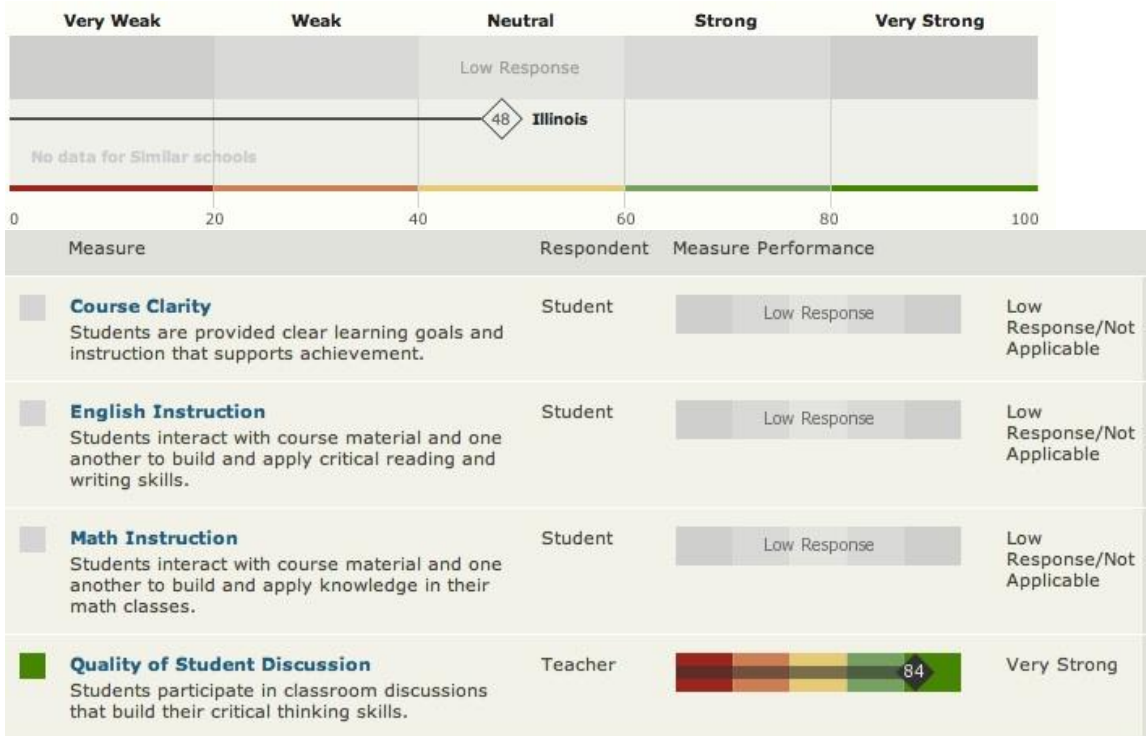 Very Weak Weak Neutral Strong Very Strong
Low Response
48 Illinois
No data for Similar schools
0 20 40 60 80 100
Measure Respondent Measure Performance
Course Clarity
Students are provided clear learning goals and
instruction that supports achievement.
Student
Low Response
Low
Response/Not
Applicable
English Instruction
Students interact with course material and one
another to build and apply critical reading and
writing skills.
Student
Low Response
Low
Response/Not
Applicable
Math Instruction
Students interact with course material and one
another to build and apply knowledge in their
math classes.
Student
Low Response
Low
Response/Not
Applicable
Quality of Student Discussion
Students participate in classroom discussions
that build their critical thinking skills.
Teacher
84
Very Strong